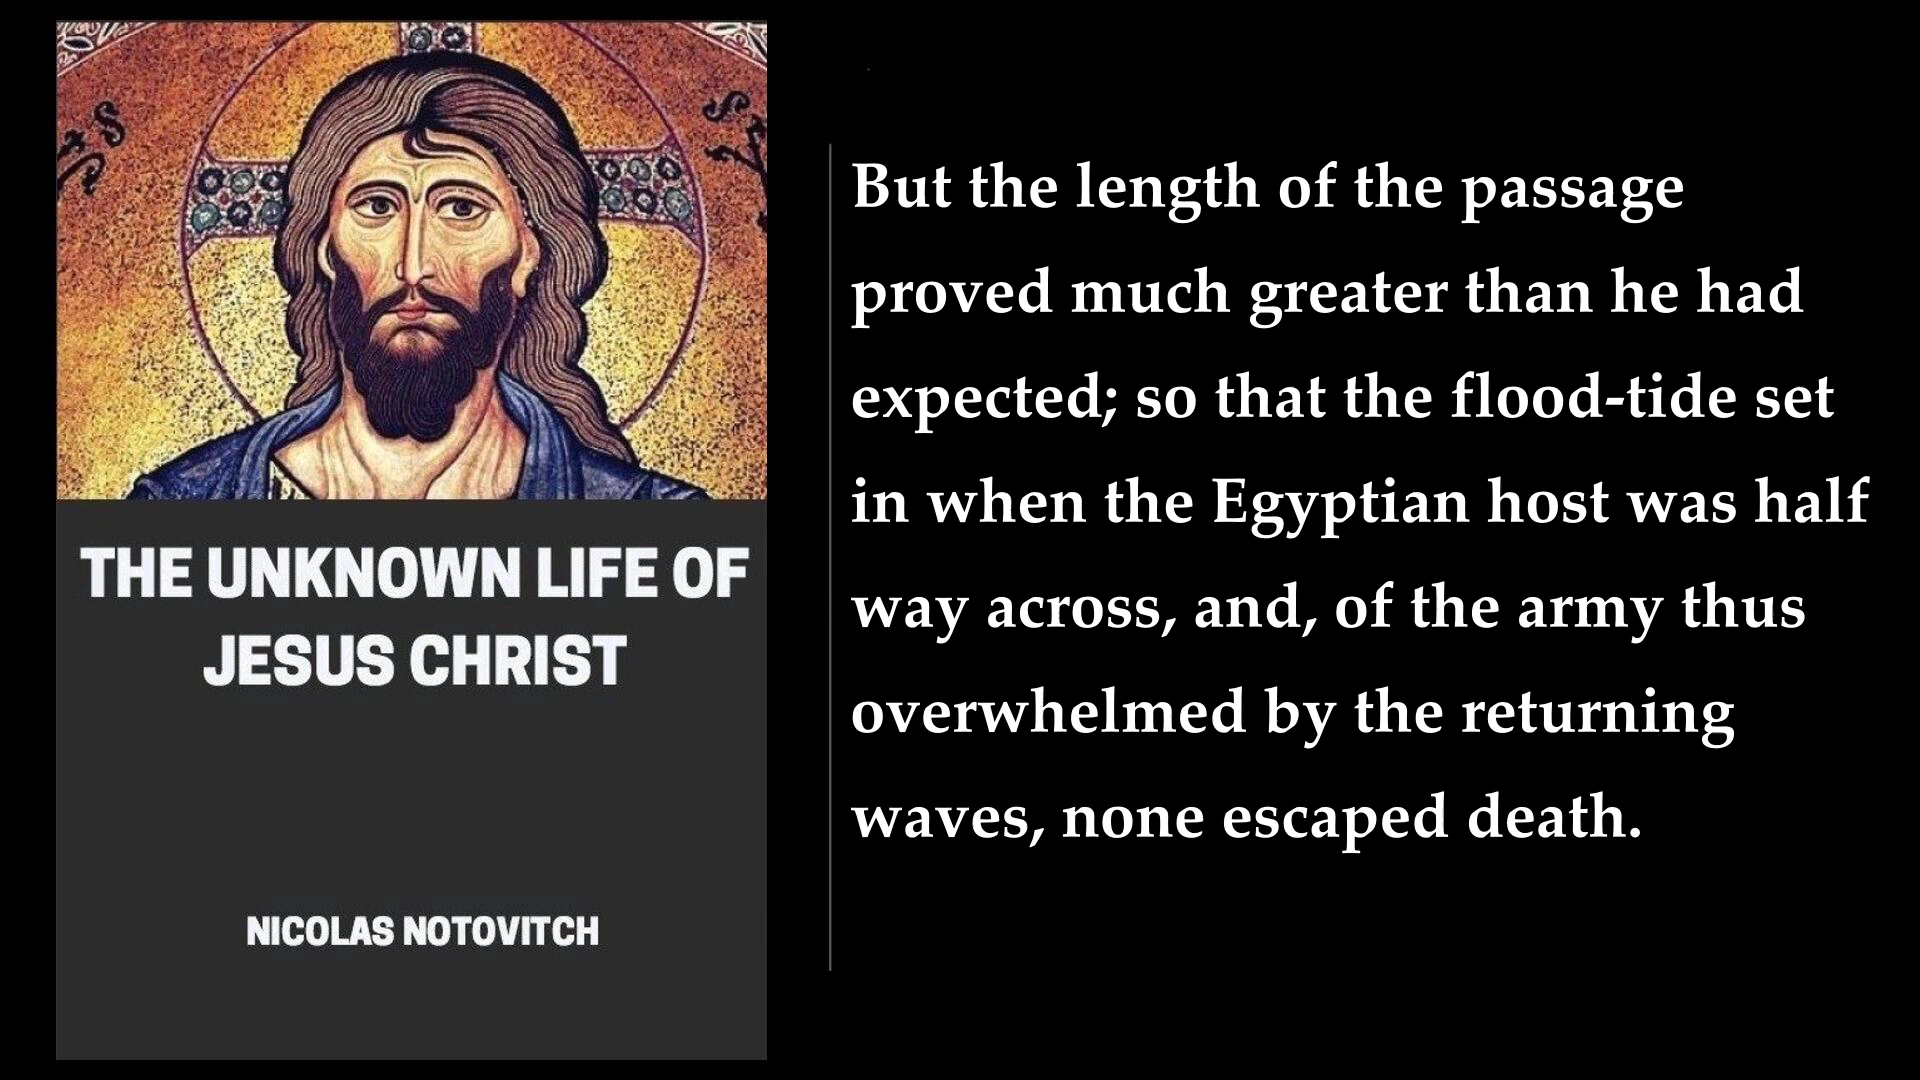 THE UNKNOWN LIFE OF
JESUS CHRIST
NICOLAS NOTOVITCH
But the length of the passage
proved much greater than he had
expected; so that the flood-tide set
in when the Egyptian host was half
way across, and, of the army thus
overwhelmed by the returning
waves, none escaped death.